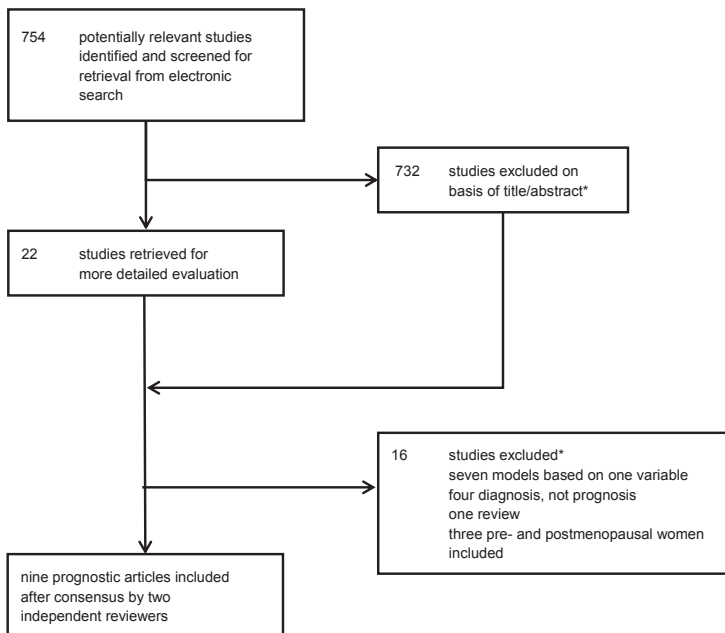 754 potentially relevant studies
identified and screened for
retrieval from electronic
search
732 studies excluded on
basis of title/abstract*
22 studies retrieved for
more detailed evaluation
16 studies excluded*
seven models based on one variable
four diagnosis, not prognosis
one review
three pre- and postmenopausal women
included
nine prognostic articles included
after consensus by two
independent reviewers